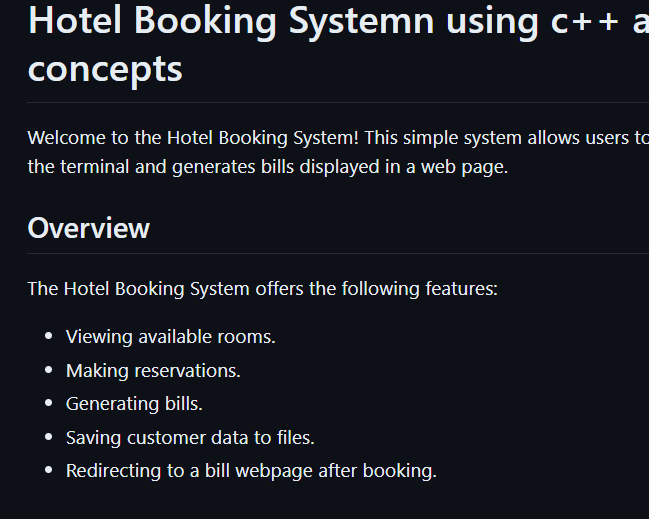 Hotel Booking Systemn using c++ a
concepts
Welcome to the Hotel Booking System! This simple system allows users to
the terminal and generates bills displayed in a web page.
Overview
The Hotel Booking System offers the following features:
• Viewing available rooms.
• Making reservations.
• Generating bills.
• Saving customer data to files.
• Redirecting to a bill webpage after booking.